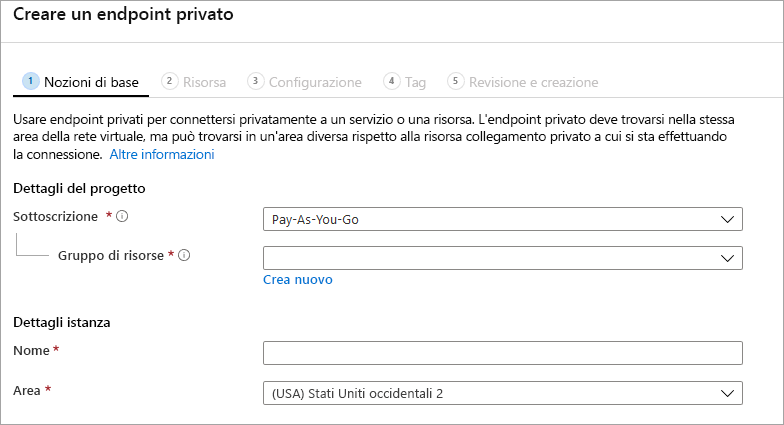 Creare un endpoint privato
1 Nozioni di base 2 Risorsa 3 Configurazione 4 Tag 5 Revisione e creazione
Usare endpoint privati per connettersi privatamente a un servizio o una risorsa. L'endpoint privato deve trovarsi nella stessa
area della rete virtuale, ma può trovarsi in un'area diversa rispetto alla risorsa collegamento privato a cui si sta effettuando
la connessione. Altre informazioni
Dettagli del progetto
Sottoscrizione * Pay-As-You-Go
Gruppo di risorse *
Crea nuovo
Dettagli istanza
Nome *
Area * (USA) Stati Uniti occidentali 2